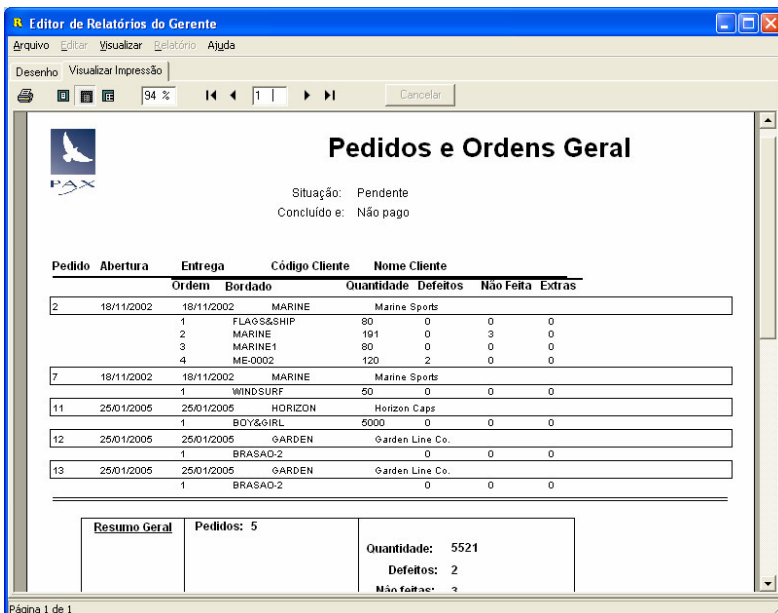 Editor de Relatórios do Gerente
Arquivo Editar Visualizar Relatório Ajuda
Desenho Visualizar Impressão
94 % 1 Cancelar
PAX
Pedidos e Ordens Geral
Situação: Pendente
Concluído e: Não pago
Pedido Abertura Entrega Código Cliente Nome Cliente
Ordem Bordado Quantidade Defeitos Não Feita Extras
2 18/11/2002 18/11/2002 MARINE Marine Sports
1 FLAGS&SHIP 80 0 0 0
2 MARINE 191 0 3 0
3 MARINE1 80 0 0 0
4 ME-0002 120 2 0 0
7 18/11/2002 18/11/2002 MARINE Marine Sports
1 WINDSURF 50 0 0 0
11 25/01/2005 25/01/2005 HORIZON Horizon Caps
1 BOY&GIRL 5000 0 0 0
12 25/01/2005 25/01/2005 GARDEN Garden Line Co.
1 BRASAO-2 0 0 0
13 25/01/2005 25/01/2005 GARDEN Garden Line Co.
1 BRASAO-2 0 0 0
Resumo Geral Pedidos: 5
Quantidade: 5521
Defeitos: 2
Não feitas: 3
Página 1 de 1